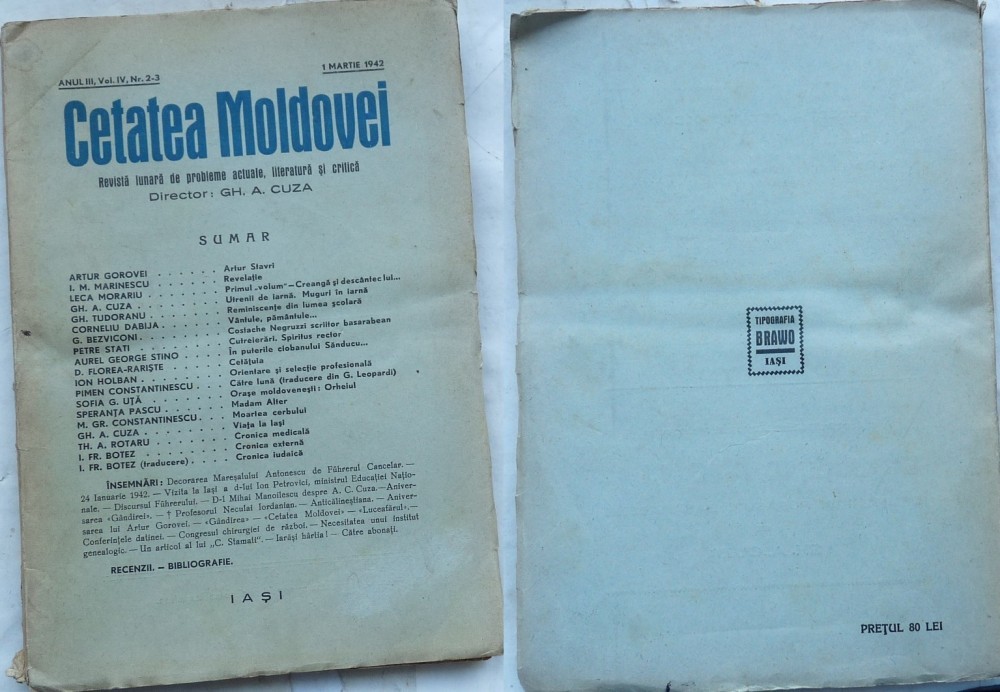 ANUL III, Vol. IV, Nr. 2-3
1 MARTIE 1942
Cetatea Moldovei
Revistă lunară de probleme actuale, literatură și critică
Director: GH. A. CUZA
SUMAR
ARTUR GOROVEI . . . . . . Artur Stavri
I. M. MARINESCU . . . . . . Revelație
LECA MORARIU . . . . . . Primul „volum" — Creangă și descântec lui...
GH. A. CUZA . . . . . . Utrenii de iarnă. Muguri în iarnă
GH. TUDORANU . . . . . . Reminiscențe din lumea școlară
CORNELIU DABIJA . . . . . . Vântule, pământule...
G. BEZVICONI . . . . . . Costache Negruzzi scriitor basarabean
PETRE STATI . . . . . . Cutreierări. Spiritus rector
AUREL GEORGE STINO . . . . În puterile ciobanului Sănducu...
D. FLOREA-RARIȘTE . . . . . Celățuia
ION HOLBAN . . . . . . Orientare și selecție profesională
PIMEN CONSTANTINESCU . . . Către lună (traducere din G. Leopardi)
SOFIA G. UȚĂ . . . . . . Orașe moldovenești: Orheiul
SPERANȚA PASCU . . . . . . Madam Alter
M. GR. CONSTANTINESCU . . . Moartea cerbului
GH. A. CUZA . . . . . . Viața la Iași
TH. A. ROTARU . . . . . . Cronica medicală
I. FR. BOTEZ . . . . . . Cronica externă
I. FR. BOTEZ (traducere) . . . . Cronica iudaică
ÎNSEMNĂRI: Decorarea Mareșalului Antonescu de Führerul Cancelar. —
24 Ianuarie 1942. — Vizita la Iași a d-lui Ion Petrovici, ministrul Educației Națio-
nale. — Discursul Führerului. — D-l Mihai Manoilescu despre A. C. Cuza. — Aniver-
sarea «Gândirei». — † Profesorul Neculai Iordanian. — Anticălineștiana. — Aniver-
sarea lui Artur Gorovei. — «Gândirea» — «Cetatea Moldovei» — «Luceafărul». —
Conferințele datinei. — Congresul chirurgiei de război. — Necesitatea unui institut
genealogic. — Un articol al lui „C. Stamati". — Iarăși hârtia! — Către abonați.
RECENZII. — BIBLIOGRAFIE.
IAȘI
TIPOGRAFIA
BRAWO
IAȘI
PREȚUL 80 LEI